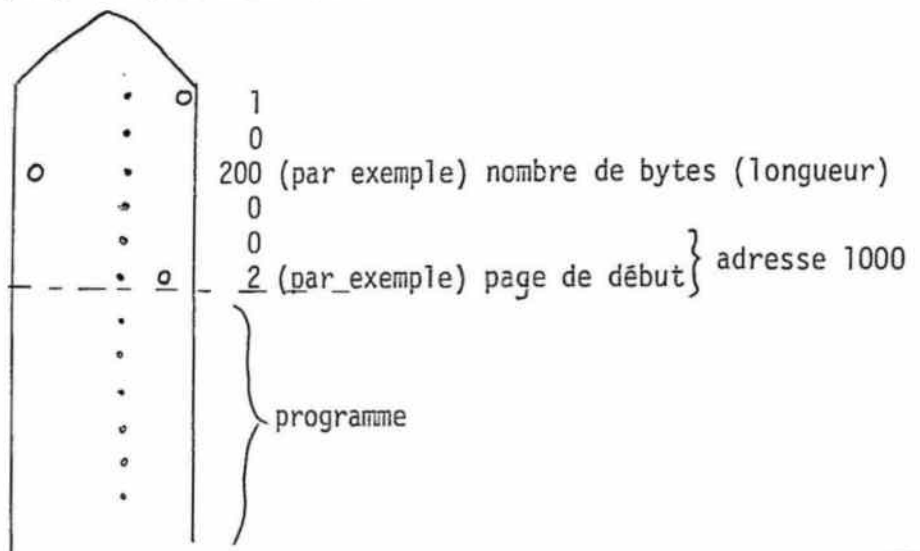 1
0
200 (par exemple) nombre de bytes (longueur)
0
0
2 (par exemple) page de début} adresse 1000
programme